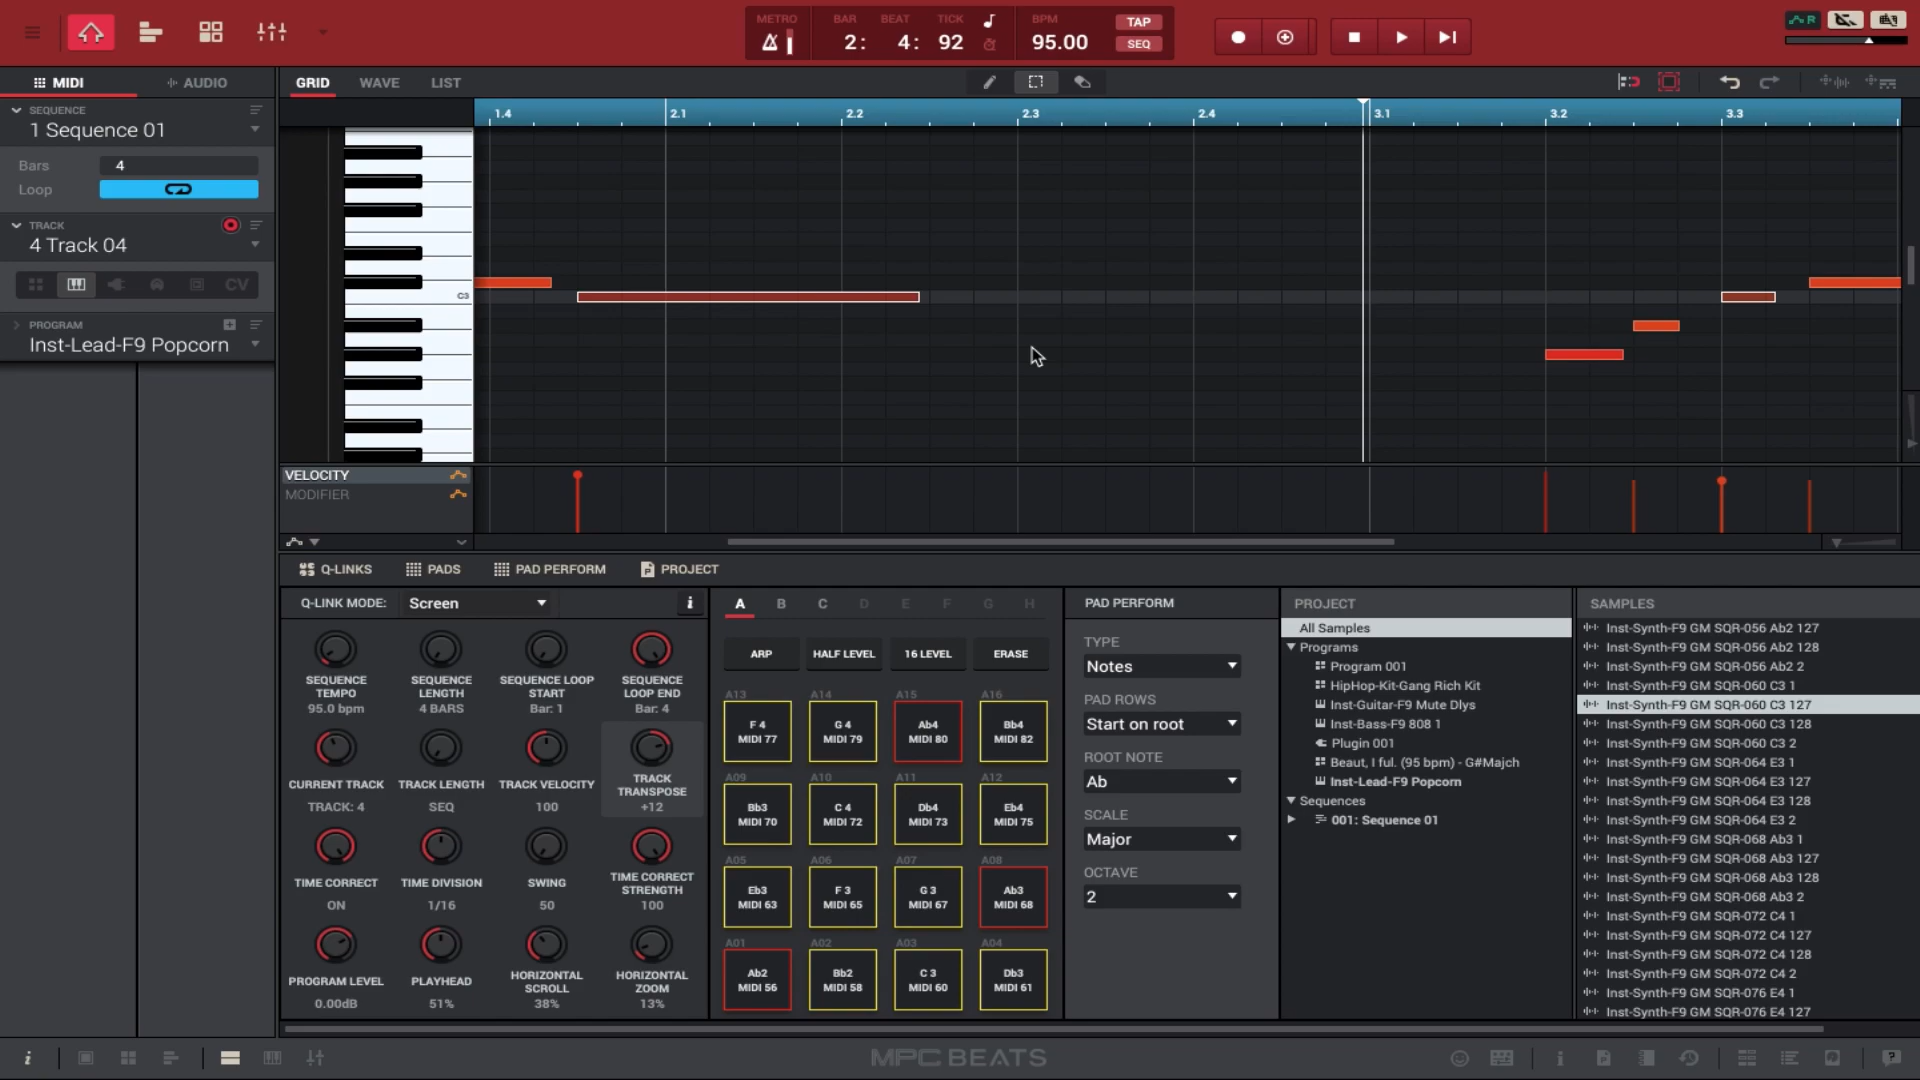 METRO
BAR BEAT TICK
2: 4: 92
BPM
95.00
TAP
SEQ
R
MIDI
AUDIO
GRID
WAVE
LIST
SEQUENCE
1 Sequence 01
Bars 4
Loop
TRACK
4 Track 04
CV
PROGRAM
Inst-Lead-F9 Popcorn
1.4 2.1 2.2 2.3 2.4 3.1 3.2 3.3
C3
VELOCITY
MODIFIER
Q-LINKS
PADS
PAD PERFORM
PROJECT
Q-LINK MODE: Screen
i
SEQUENCE TEMPO
95.0 bpm
SEQUENCE LENGTH
4 BARS
SEQUENCE LOOP START
Bar: 1
SEQUENCE LOOP END
Bar: 4
CURRENT TRACK
TRACK: 4
TRACK LENGTH
SEQ
TRACK VELOCITY
100
TRACK TRANSPOSE
+12
TIME CORRECT
ON
TIME DIVISION
1/16
SWING
50
TIME CORRECT STRENGTH
100
PROGRAM LEVEL
0.00dB
PLAYHEAD
51%
HORIZONTAL SCROLL
38%
HORIZONTAL ZOOM
13%
A B C D E F G H
ARP
HALF LEVEL
16 LEVEL
ERASE
A13 A14 A15 A16
F 4 G 4 Ab4 Bb4
MIDI 77 MIDI 79 MIDI 80 MIDI 82
A09 A10 A11 A12
Bb3 C 4 Db4 Eb4
MIDI 70 MIDI 72 MIDI 73 MIDI 75
A05 A06 A07 A08
Eb3 F 3 G 3 Ab3
MIDI 63 MIDI 65 MIDI 67 MIDI 68
A01 A02 A03 A04
Ab2 Bb2 C 3 Db3
MIDI 56 MIDI 58 MIDI 60 MIDI 61
PAD PERFORM
TYPE
Notes
PAD ROWS
Start on root
ROOT NOTE
Ab
SCALE
Major
OCTAVE
2
PROJECT
All Samples
Programs
Program 001
HipHop-Kit-Gang Rich Kit
Inst-Guitar-F9 Mute Dlys
Inst-Bass-F9 808 1
Plugin 001
Beaut, I ful. (95 bpm) - G#Majch
Inst-Lead-F9 Popcorn
Sequences
001: Sequence 01
SAMPLES
Inst-Synth-F9 GM SQR-056 Ab2 127
Inst-Synth-F9 GM SQR-056 Ab2 128
Inst-Synth-F9 GM SQR-056 Ab2 2
Inst-Synth-F9 GM SQR-060 C3 1
Inst-Synth-F9 GM SQR-060 C3 127
Inst-Synth-F9 GM SQR-060 C3 128
Inst-Synth-F9 GM SQR-060 C3 2
Inst-Synth-F9 GM SQR-064 E3 1
Inst-Synth-F9 GM SQR-064 E3 127
Inst-Synth-F9 GM SQR-064 E3 128
Inst-Synth-F9 GM SQR-064 E3 2
Inst-Synth-F9 GM SQR-068 Ab3 1
Inst-Synth-F9 GM SQR-068 Ab3 127
Inst-Synth-F9 GM SQR-068 Ab3 128
Inst-Synth-F9 GM SQR-068 Ab3 2
Inst-Synth-F9 GM SQR-072 C4 1
Inst-Synth-F9 GM SQR-072 C4 127
Inst-Synth-F9 GM SQR-072 C4 128
Inst-Synth-F9 GM SQR-072 C4 2
Inst-Synth-F9 GM SQR-076 E4 1
Inst-Synth-F9 GM SQR-076 E4 127
i
MPC BEATS
i